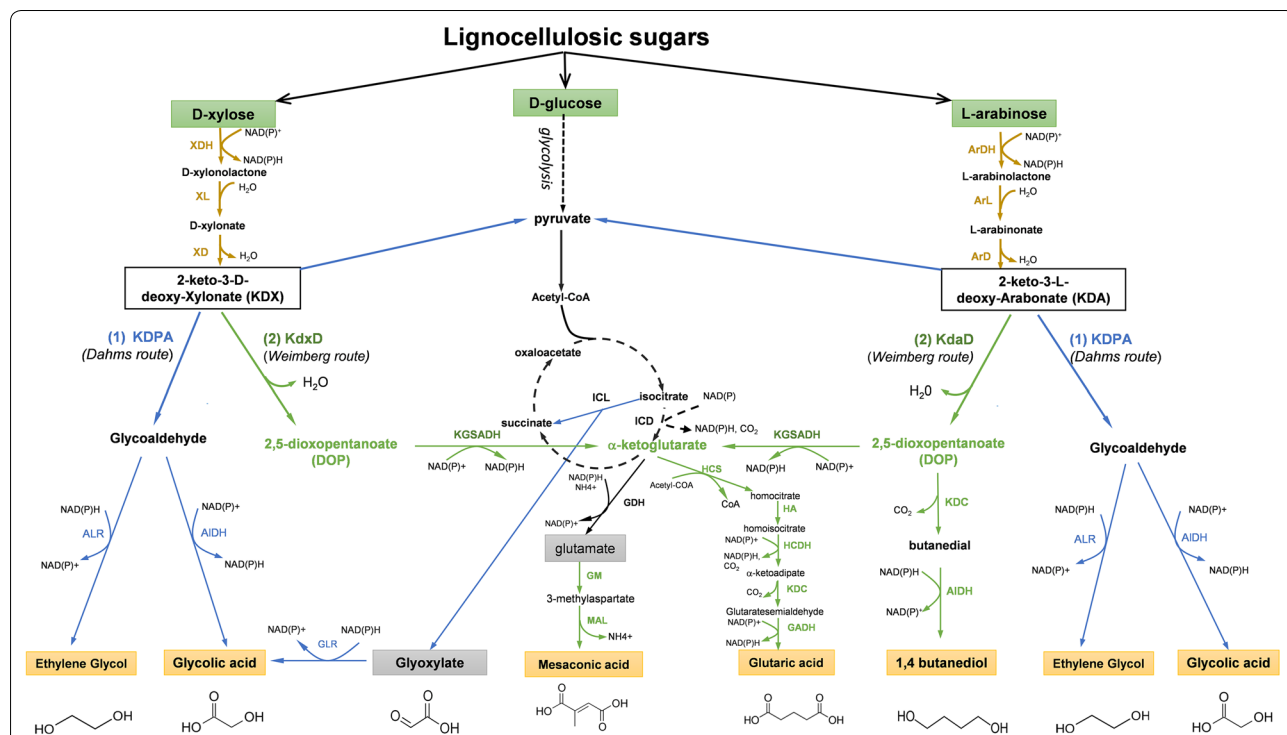 Lignocellulosic sugars
D-xylose
D-glucose
L-arabinose
XDH
NAD(P)⁺
NAD(P)H
D-xylonolactone
XL
H₂O
D-xylonate
XD
H₂O
2-keto-3-D-
deoxy-Xylonate (KDX)
glycolysis
pyruvate
Acetyl-CoA
ArDH
NAD(P)⁺
NAD(P)H
L-arabinolactone
ArL
H₂O
L-arabinonate
ArD
H₂O
2-keto-3-L-
deoxy-Arabonate (KDA)
(1) KDPA
(Dahms route)
(2) KdxD
(Weimberg route)
H₂O
oxaloacetate
isocitrate
succinate
ICL
ICD
NAD(P)
NAD(P)H, CO₂
(2) KdaD
(Weimberg route)
H₂0
(1) KDPA
(Dahms route)
Glycoaldehyde
2,5-dioxopentanoate
(DOP)
KGSADH
NAD(P)+
NAD(P)H
α-ketoglutarate
KGSADH
NAD(P)H
NAD(P)+
2,5-dioxopentanoate
(DOP)
Glycoaldehyde
NAD(P)H
ALR
NAD(P)+
NAD(P)+
AlDH
NAD(P)H
NAD(P)H
NH4+
GDH
NAD(P)+
glutamate
GM
3-methylaspartate
MAL
NH4+
HCS
Acetyl-COA
CoA
homocitrate
HA
homoisocitrate
NAD(P)+
HCDH
NAD(P)H,
CO₂
α-ketoadipate
CO₂
KDC
Glutaratesemialdehyde
NAD(P)+
GADH
NAD(P)H
CO₂
KDC
butanedial
NAD(P)H
AlDH
NAD(P)⁺
NAD(P)H
ALR
NAD(P)+
NAD(P)+
AlDH
NAD(P)H
NAD(P)+
GLR
NAD(P)H
Ethylene Glycol
Glycolic acid
Glyoxylate
Mesaconic acid
Glutaric acid
1,4 butanediol
Ethylene Glycol
Glycolic acid
HO
OH
O
HO
OH
O
O
OH
O
HO
OH
O
O
HO
O
OH
HO
OH
HO
OH
O
HO
OH